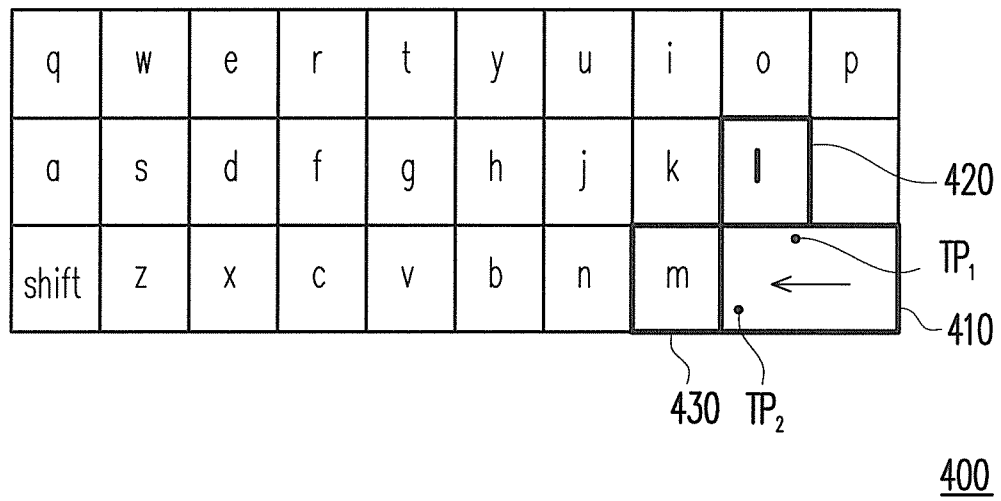 q w e r t y u i o p
a s d f g h j k l
420
shift z x c v b n m ←
TP₁
410
430 TP₂
400